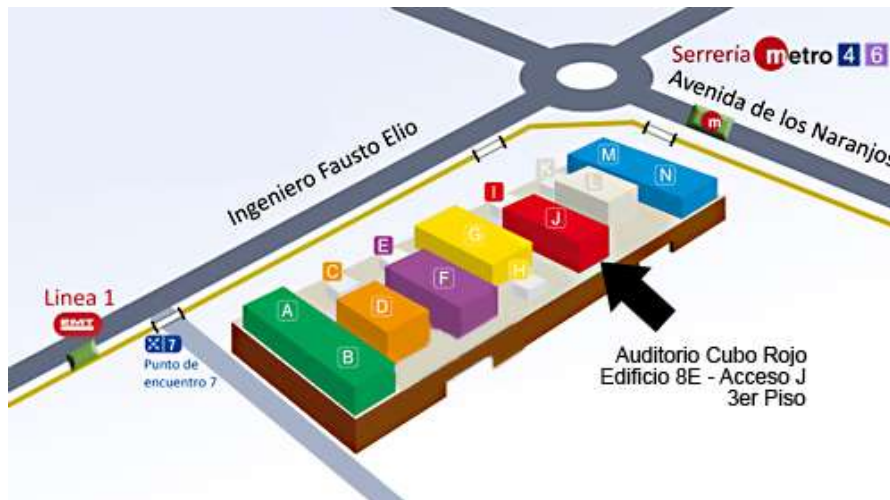 Serrería metro 4 6
Avenida de los Naranjos
m
Ingeniero Fausto Elio
M
N
K
L
I
J
G
E
H
C
F
Linea 1
EMT
A
D
7
B
Punto de
encuentro 7
Auditorio Cubo Rojo
Edificio 8E - Acceso J
3er Piso